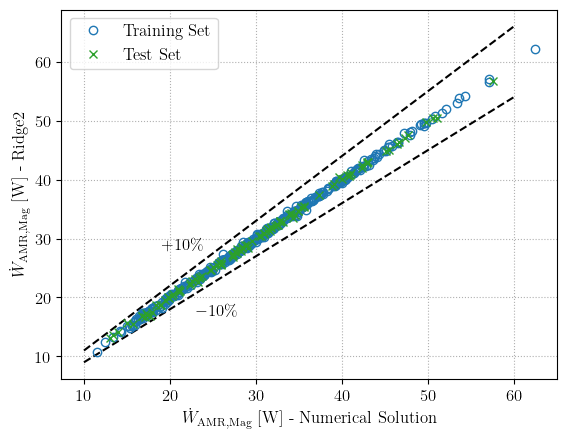 Training Set
Test Set
60
50
40
30
20
10
Ẇ_AMR,Mag [W] - Ridge2
+10%
−10%
10 20 30 40 50 60
Ẇ_AMR,Mag [W] - Numerical Solution